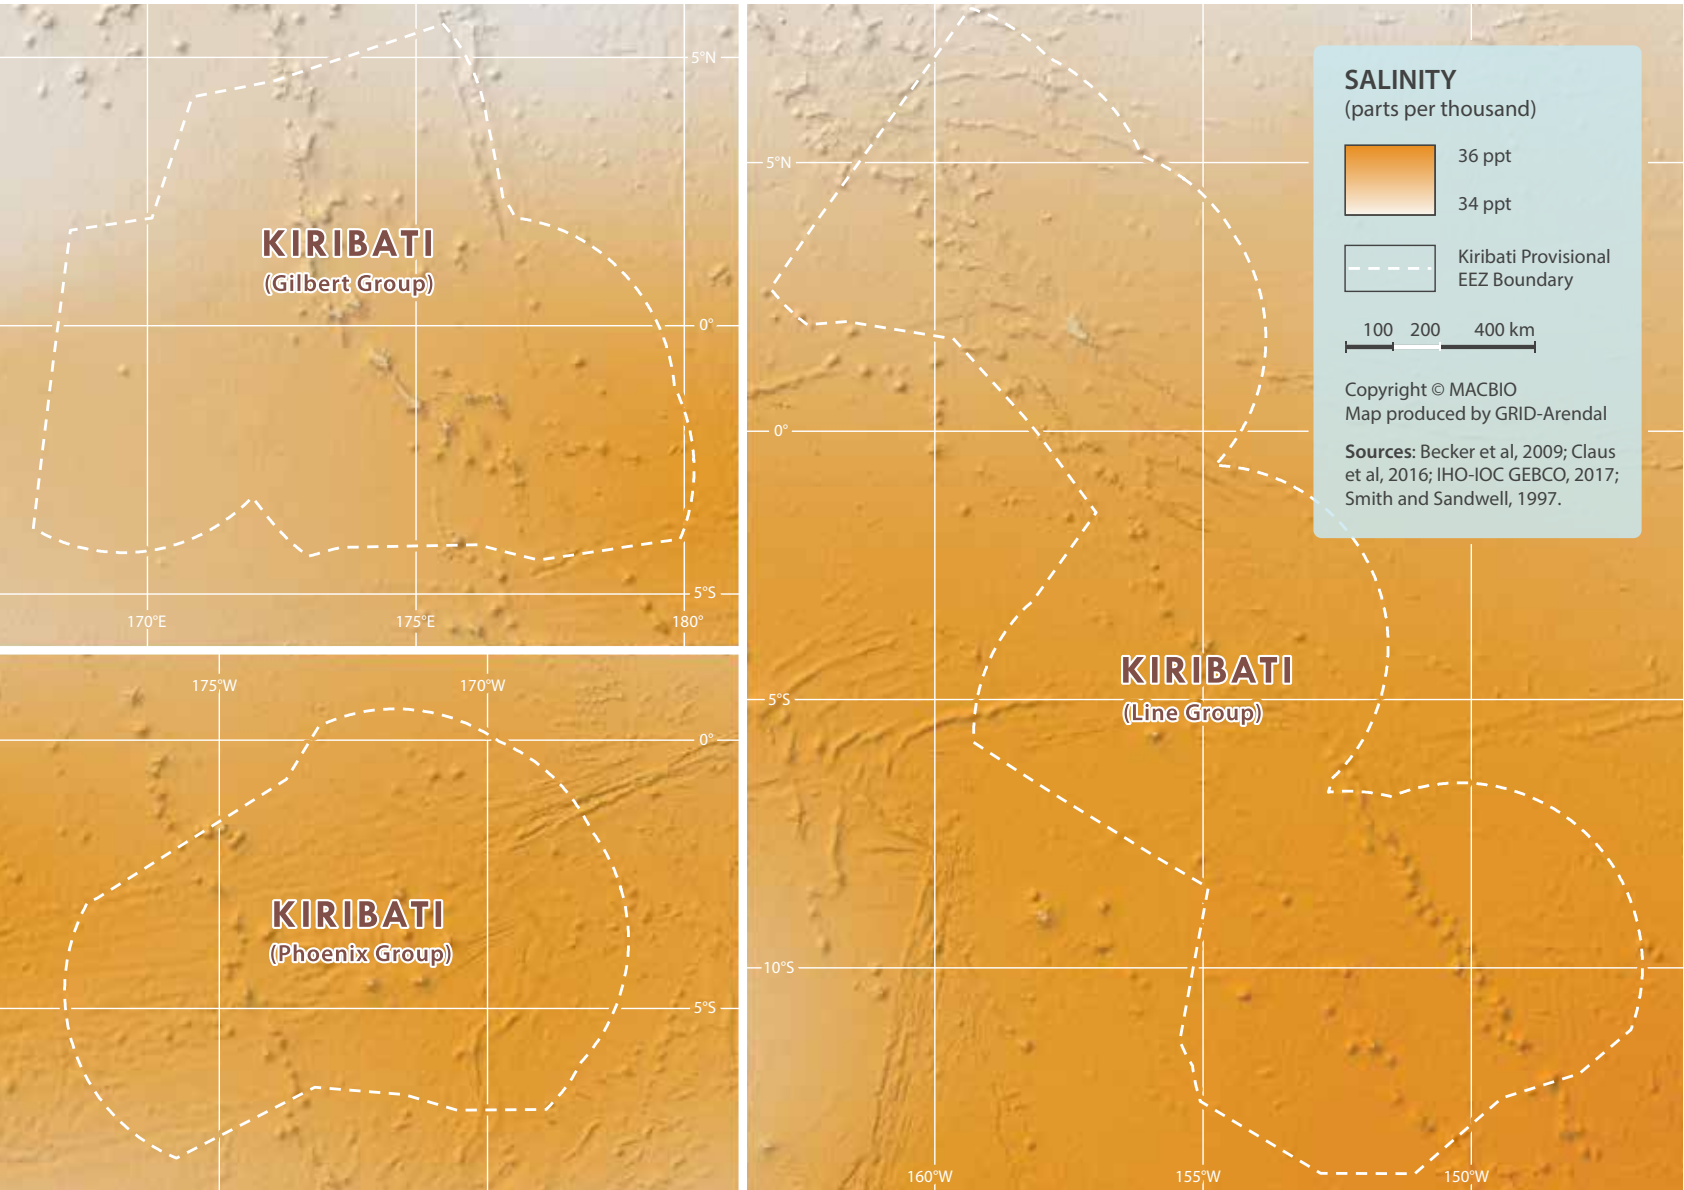 5°N
KIRIBATI
(Gilbert Group)
0°
5°S
170°E
175°E
180°
175°W
170°W
0°
KIRIBATI
(Phoenix Group)
5°S
5°N
0°
KIRIBATI
(Line Group)
5°S
10°S
160°W
155°W
150°W
SALINITY
(parts per thousand)
36 ppt
34 ppt
Kiribati Provisional
EEZ Boundary
100 200 400 km
Copyright © MACBIO
Map produced by GRID-Arendal
Sources: Becker et al, 2009; Claus
et al, 2016; IHO-IOC GEBCO, 2017;
Smith and Sandwell, 1997.